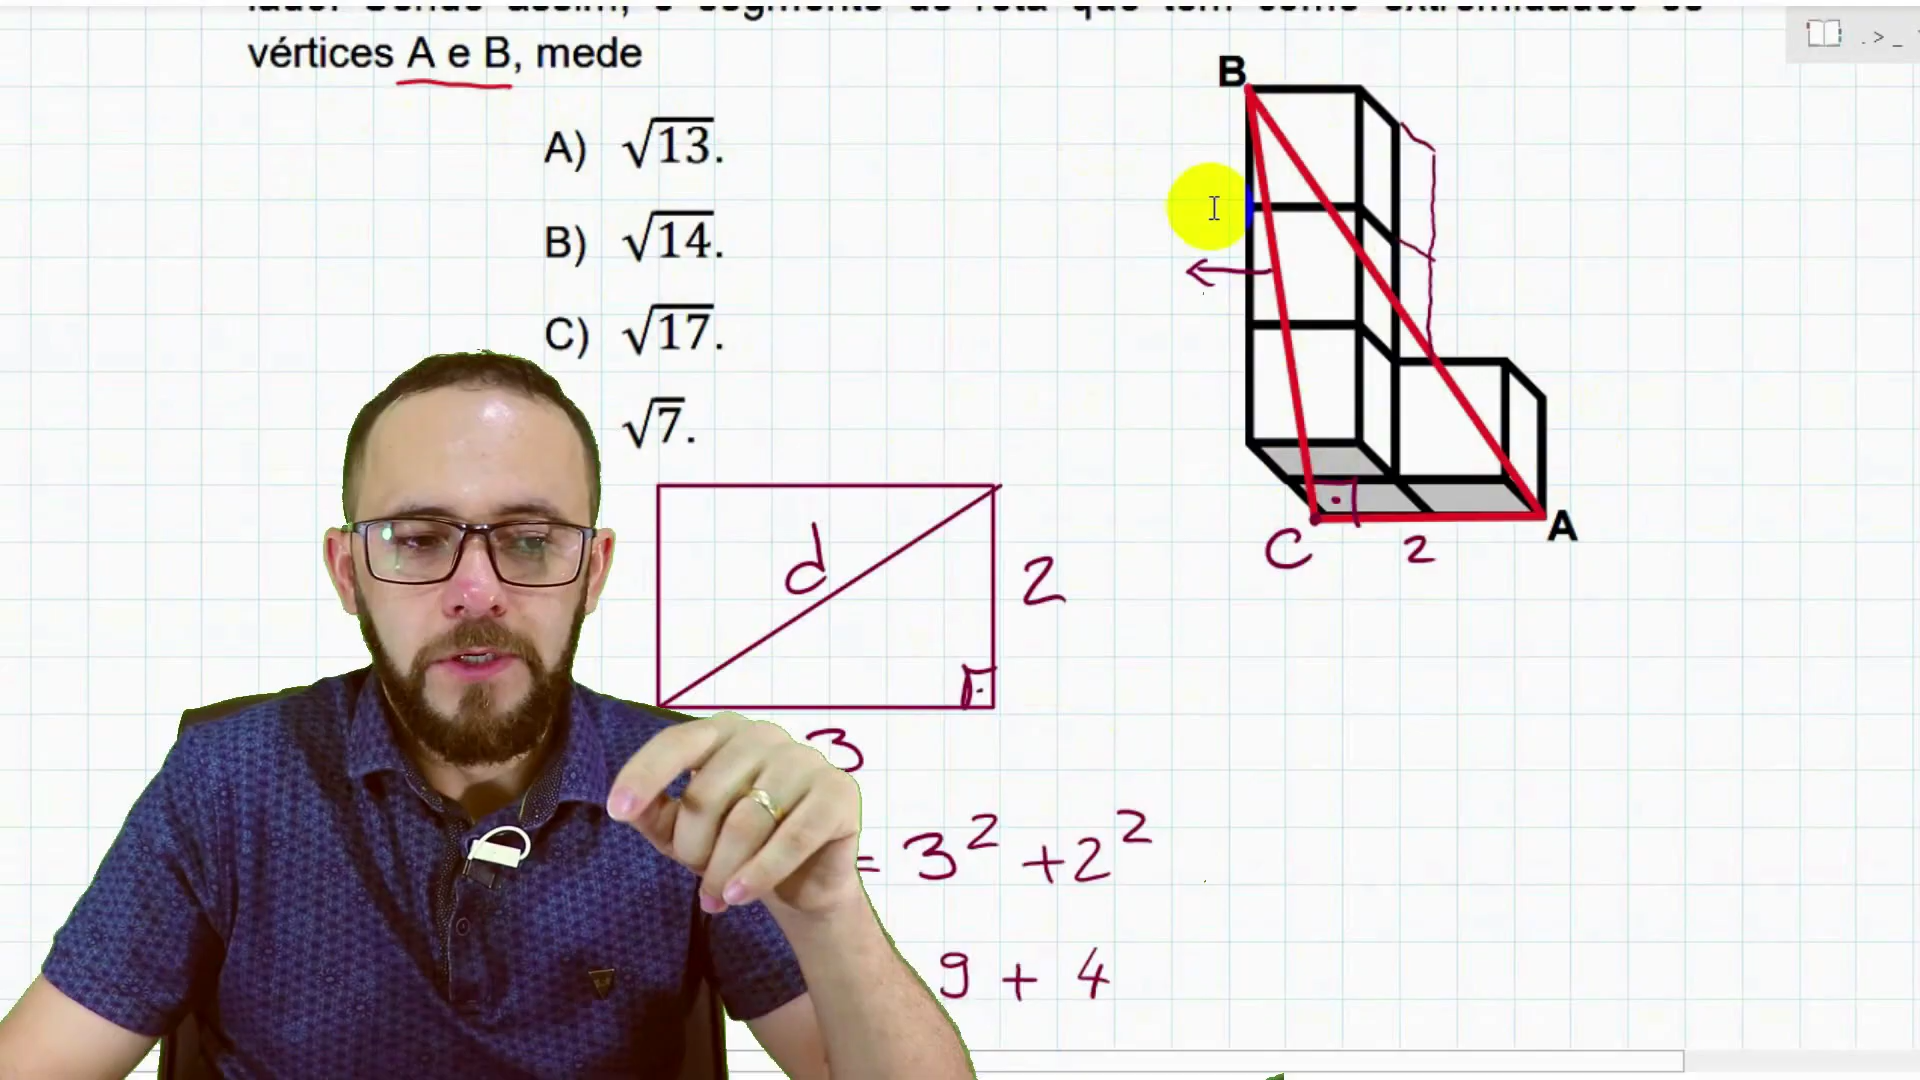 vértices A e B, mede
A) √13.
B) √14.
C) √17.
√7.
B
A
C
2
d
2
3
= 3² + 2²
9 + 4
. > _